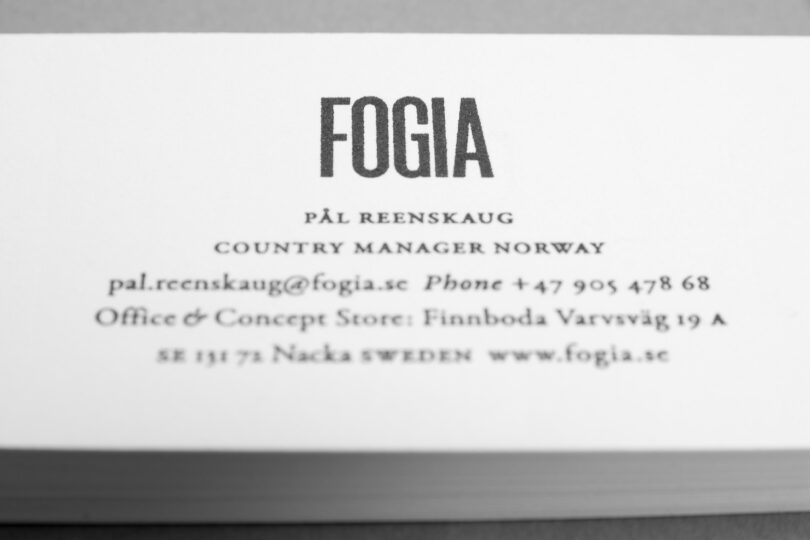 FOGIA
PÅL REENSKAUG
COUNTRY MANAGER NORWAY
pal.reenskaug@fogia.se Phone +47 905 478 68
Office & Concept Store: Finnboda Varvsväg 19 A
SE 131 72 Nacka SWEDEN www.fogia.se